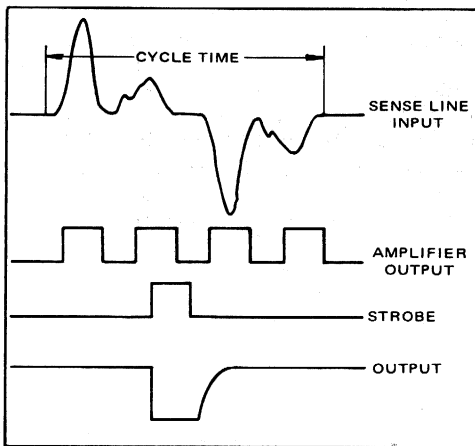 CYCLE TIME
SENSE LINE
INPUT
AMPLIFIER
OUTPUT
STROBE
OUTPUT